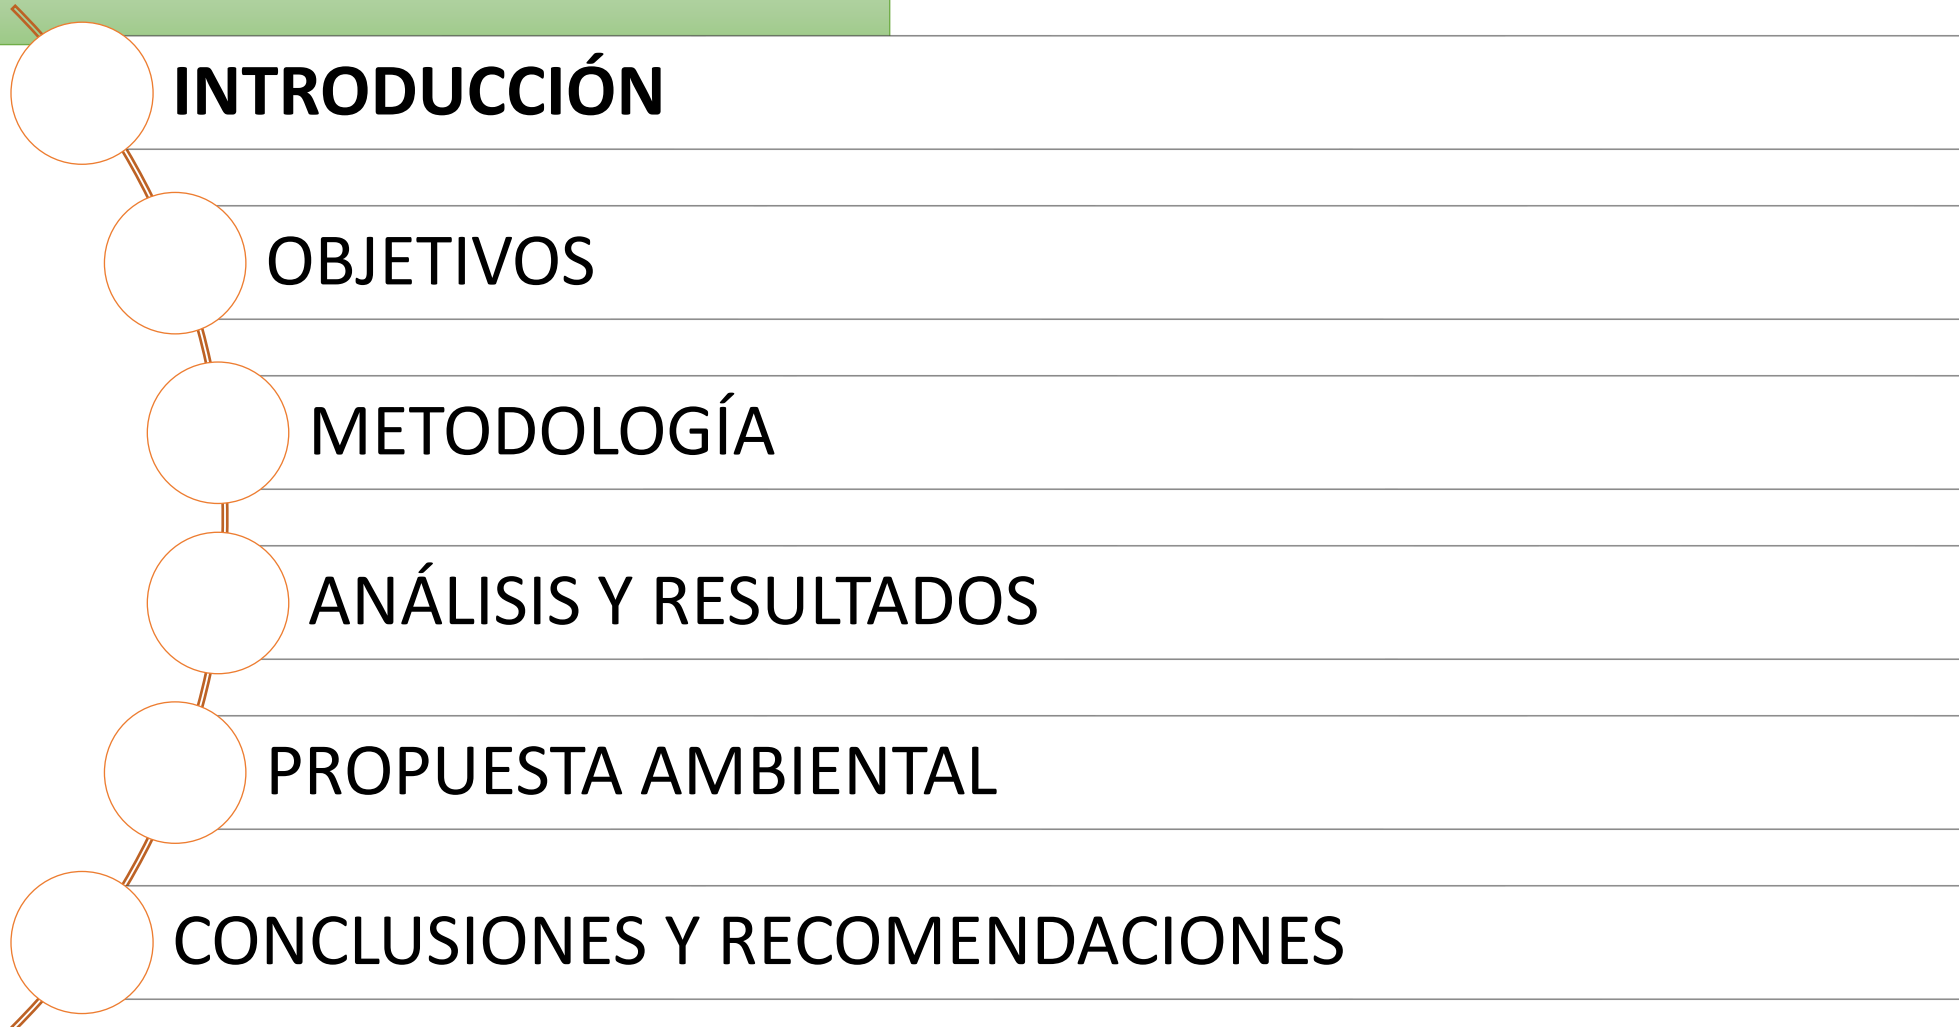 INTRODUCCIÓN
OBJETIVOS
METODOLOGÍA
ANÁLISIS Y RESULTADOS
PROPUESTA AMBIENTAL
CONCLUSIONES Y RECOMENDACIONES